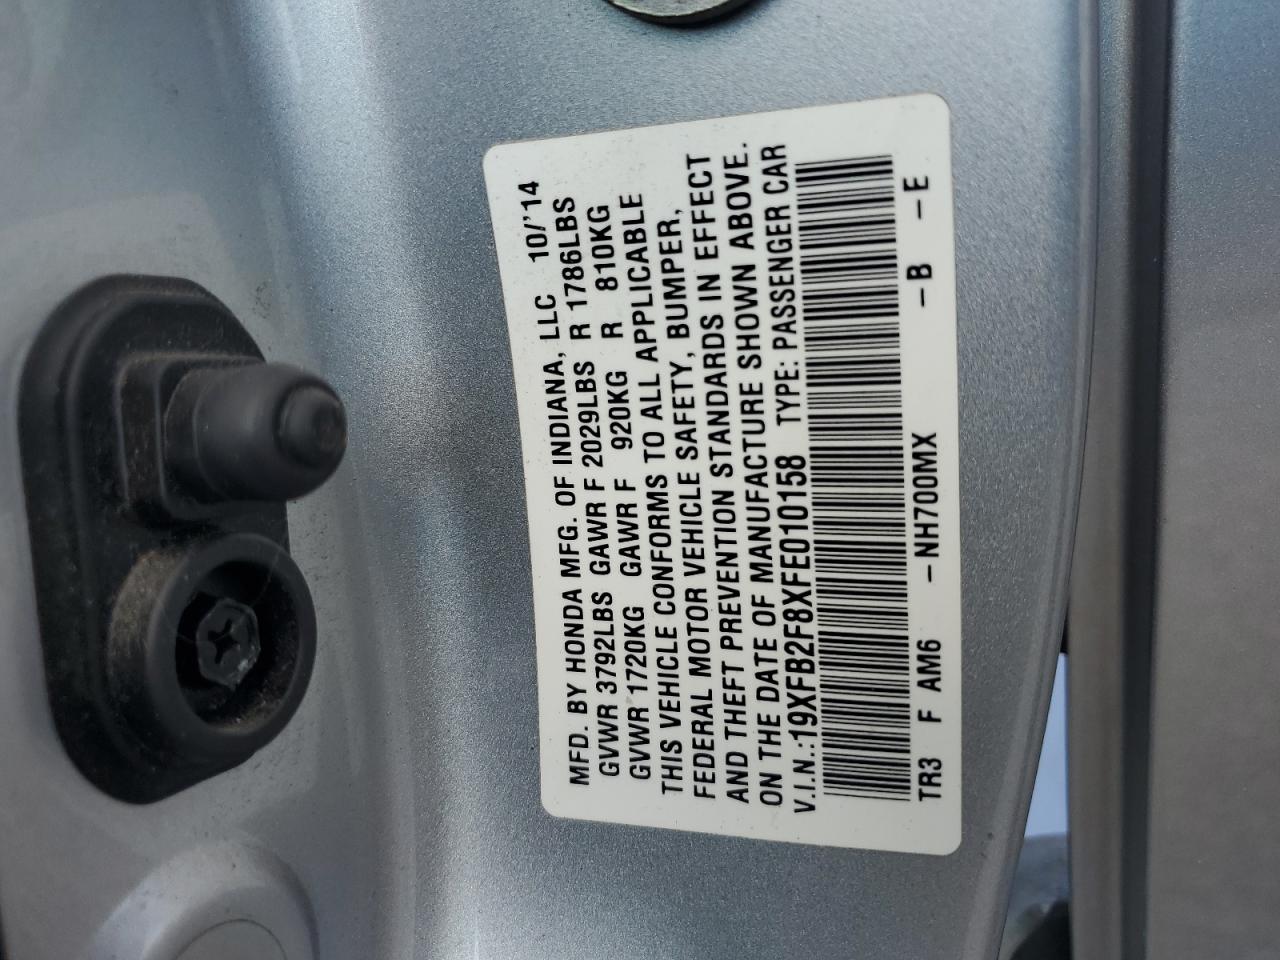 MFD. BY HONDA MFG. OF INDIANA, LLC 10/'14
GVWR 3792LBS GAWR F 2029LBS R 1786LBS
GVWR 1720KG GAWR F 920KG R 810KG
THIS VEHICLE CONFORMS TO ALL APPLICABLE
FEDERAL MOTOR VEHICLE SAFETY, BUMPER,
AND THEFT PREVENTION STANDARDS IN EFFECT
ON THE DATE OF MANUFACTURE SHOWN ABOVE.
V.I.N.:19XFB2F8XFE010158 TYPE: PASSENGER CAR
TR3 F AM6 -NH700MX -B -E